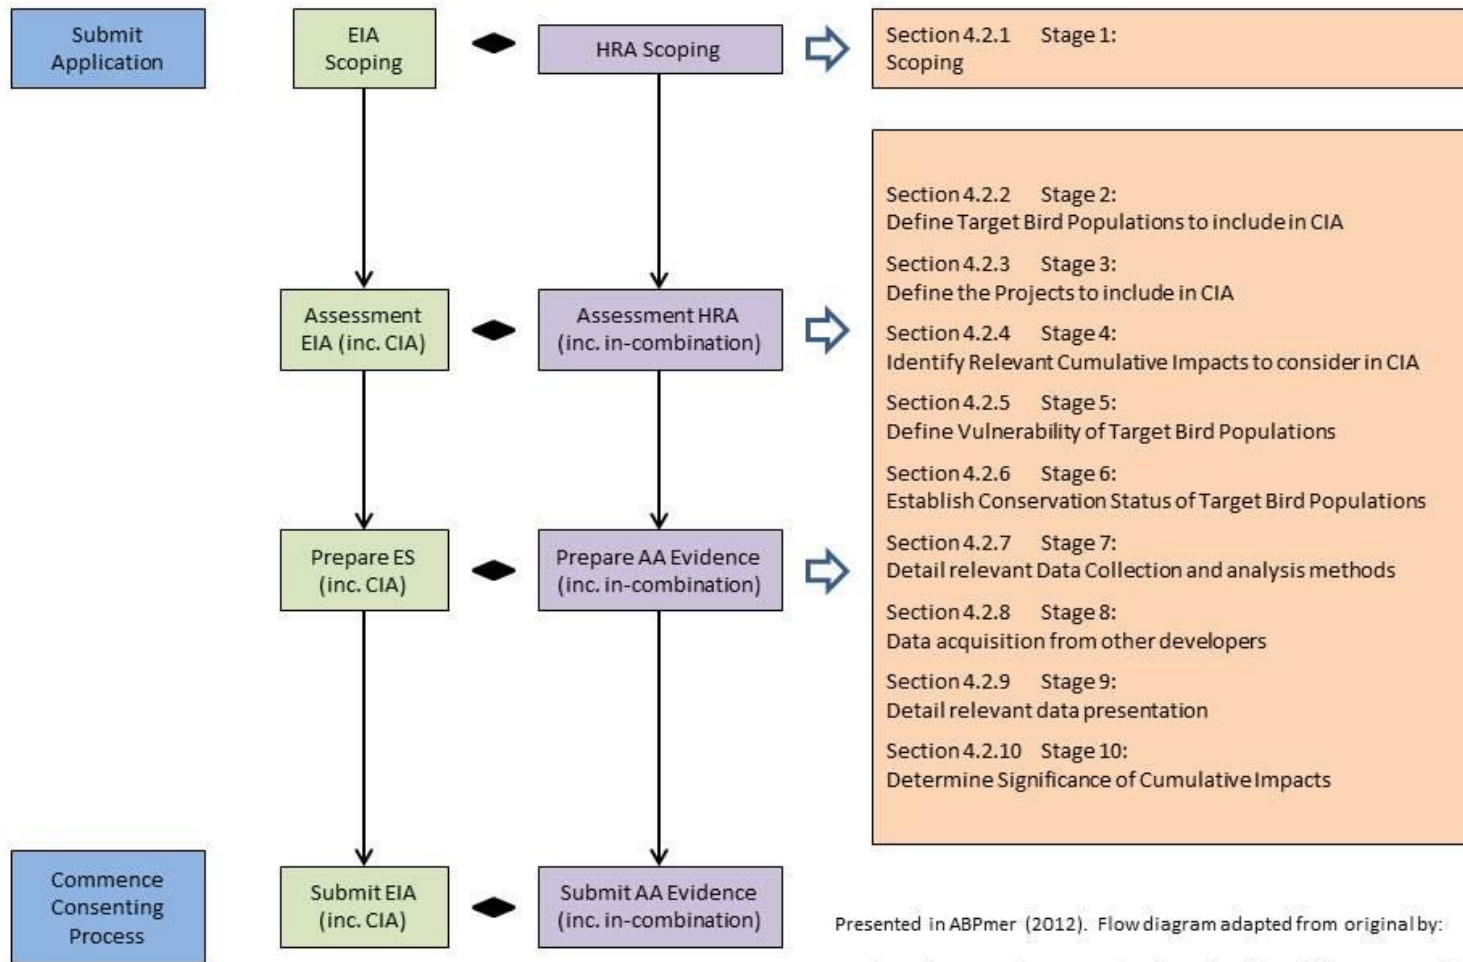 Submit
Application
EIA
Scoping
HRA Scoping
Section 4.2.1 Stage 1:
Scoping
Section 4.2.2 Stage 2:
Define Target Bird Populations to include in CIA
Section 4.2.3 Stage 3:
Define the Projects to include in CIA
Section 4.2.4 Stage 4:
Identify Relevant Cumulative Impacts to consider in CIA
Section 4.2.5 Stage 5:
Define Vulnerability of Target Bird Populations
Section 4.2.6 Stage 6:
Establish Conservation Status of Target Bird Populations
Section 4.2.7 Stage 7:
Detail relevant Data Collection and analysis methods
Section 4.2.8 Stage 8:
Data acquisition from other developers
Section 4.2.9 Stage 9:
Detail relevant data presentation
Section 4.2.10 Stage 10:
Determine Significance of Cumulative Impacts
Assessment
EIA (inc. CIA)
Assessment HRA
(inc. in-combination)
Prepare ES
(inc. CIA)
Prepare AA Evidence
(inc. in-combination)
Commence
Consenting
Process
Submit EIA
(inc. CIA)
Submit AA Evidence
(inc. in-combination)
Presented in ABPmer (2012). Flow diagram adapted from original by: